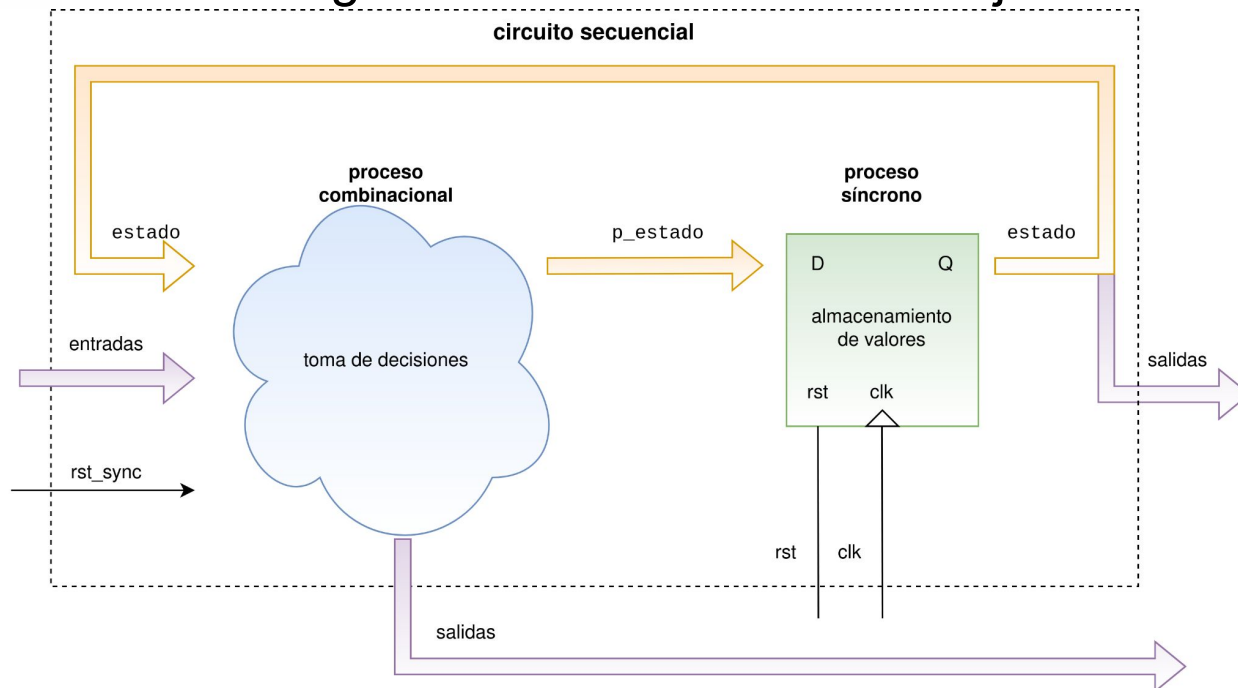 circuito secuencial
proceso
combinacional
proceso
síncrono
estado
p_estado
estado
D
Q
almacenamiento
de valores
entradas
toma de decisiones
salidas
rst
clk
rst_sync
rst
clk
salidas